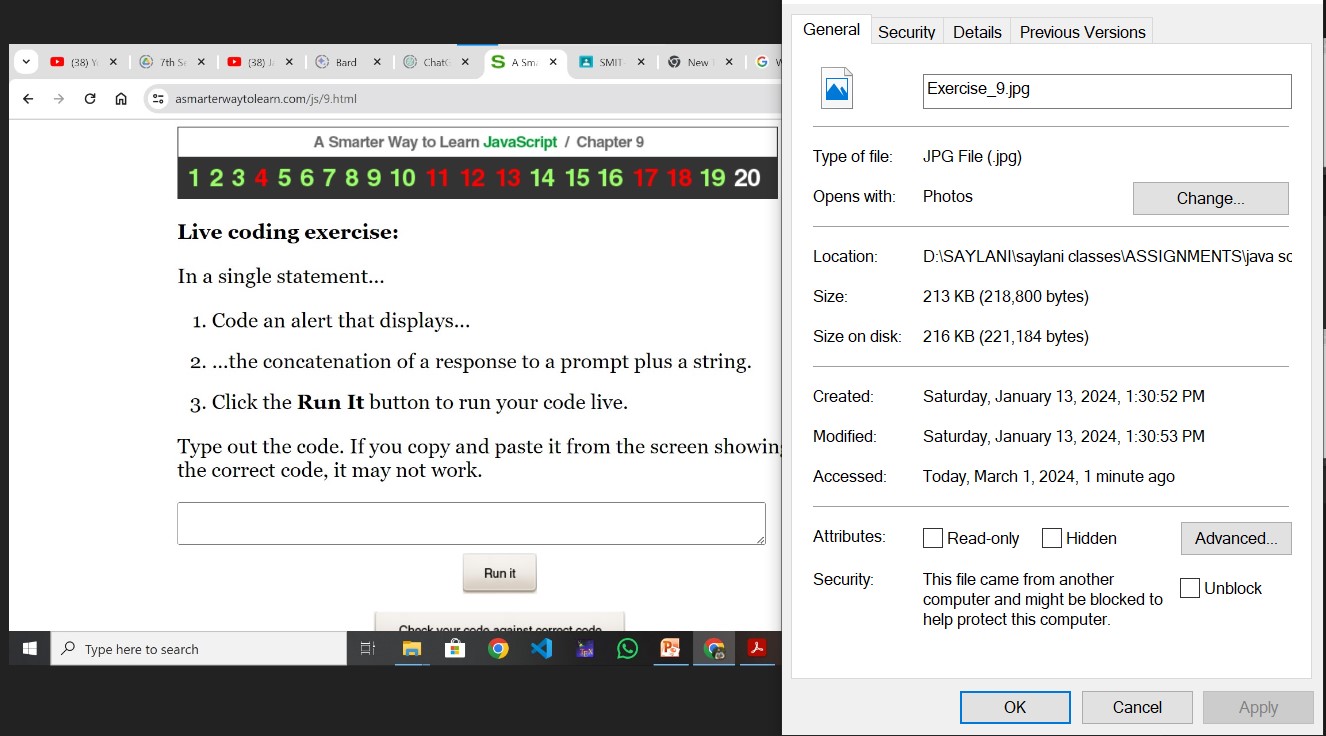 (38) Y
7th Se
(38) J
Bard
ChatG
A Sma
SMIT
New
asmarterwaytolearn.com/js/9.html
A Smarter Way to Learn JavaScript / Chapter 9
1 2 3 4 5 6 7 8 9 10 11 12 13 14 15 16 17 18 19 20
Live coding exercise:
In a single statement...
1. Code an alert that displays...
2. ...the concatenation of a response to a prompt plus a string.
3. Click the Run It button to run your code live.
Type out the code. If you copy and paste it from the screen showing
the correct code, it may not work.
Run it
Check your code against correct code
Type here to search
General
Security
Details
Previous Versions
Exercise_9.jpg
Type of file: JPG File (.jpg)
Opens with: Photos
Change...
Location: D:\SAYLANI\saylani classes\ASSIGNMENTS\java sc
Size: 213 KB (218,800 bytes)
Size on disk: 216 KB (221,184 bytes)
Created: Saturday, January 13, 2024, 1:30:52 PM
Modified: Saturday, January 13, 2024, 1:30:53 PM
Accessed: Today, March 1, 2024, 1 minute ago
Attributes: Read-only Hidden Advanced...
Security: This file came from another
computer and might be blocked to
help protect this computer.
Unblock
OK
Cancel
Apply